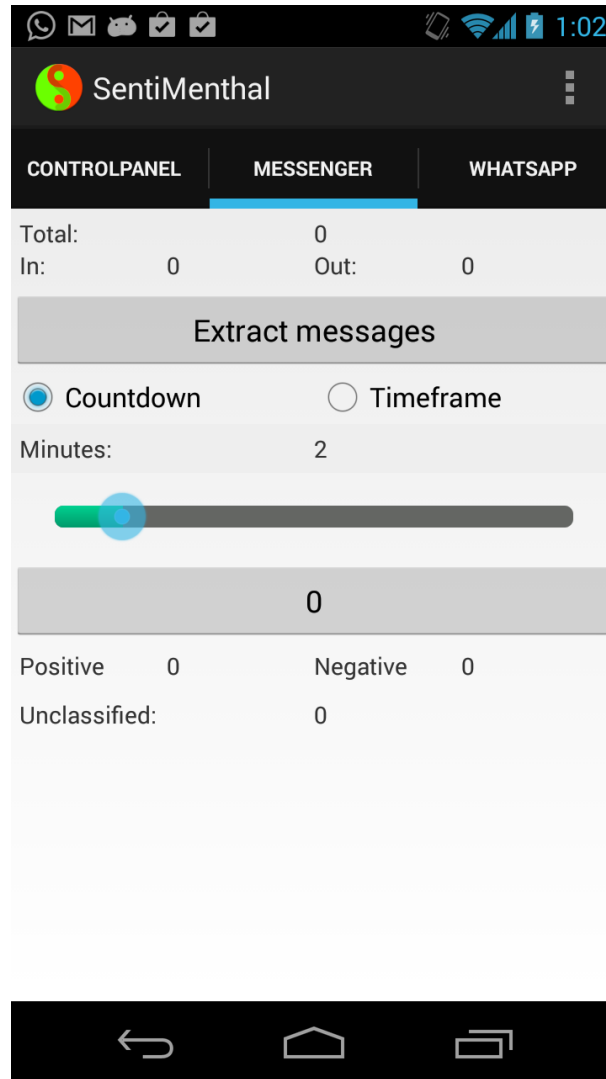 1:02
SentiMenthal
CONTROLPANEL MESSENGER WHATSAPP
Total: 0
In: 0 Out: 0
Extract messages
Countdown Timeframe
Minutes: 2
0
Positive 0 Negative 0
Unclassified: 0